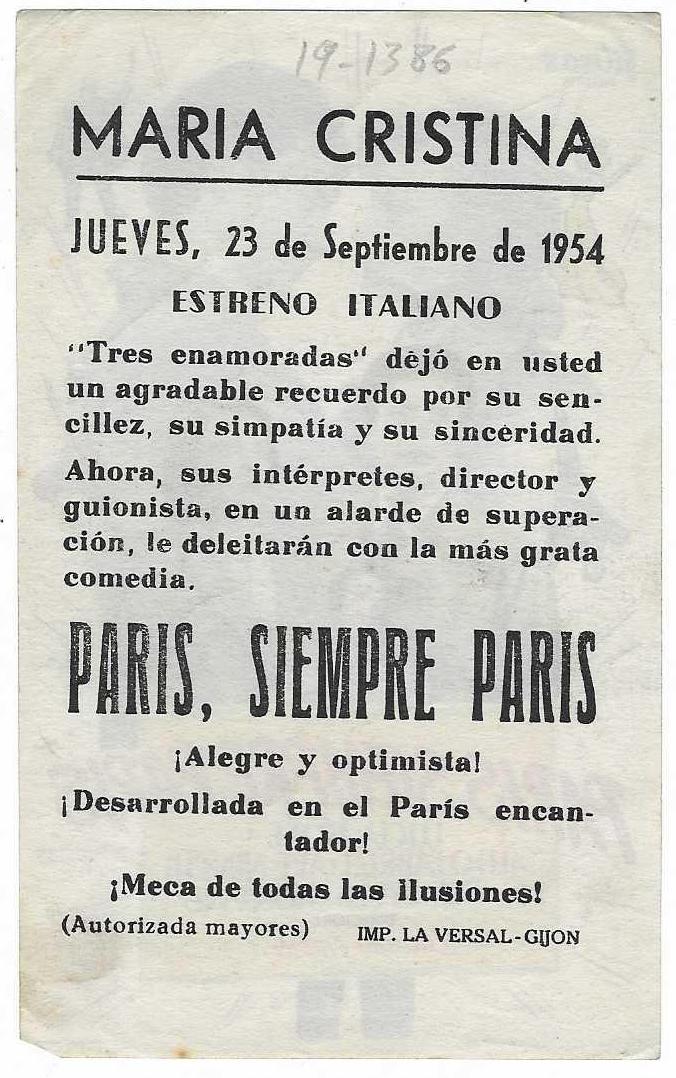 19-1386
MARIA CRISTINA
JUEVES, 23 de Septiembre de 1954
ESTRENO ITALIANO
"Tres enamoradas" dejó en usted
un agradable recuerdo por su sen-
cillez, su simpatía y su sinceridad.
Ahora, sus intérpretes, director y
guionista, en un alarde de supera-
ción, le deleitarán con la más grata
comedia.
PARIS, SIEMPRE PARIS
¡Alegre y optimista!
¡Desarrollada en el París encan-
tador!
¡Meca de todas las ilusiones!
(Autorizada mayores) IMP. LA VERSAL-GIJON